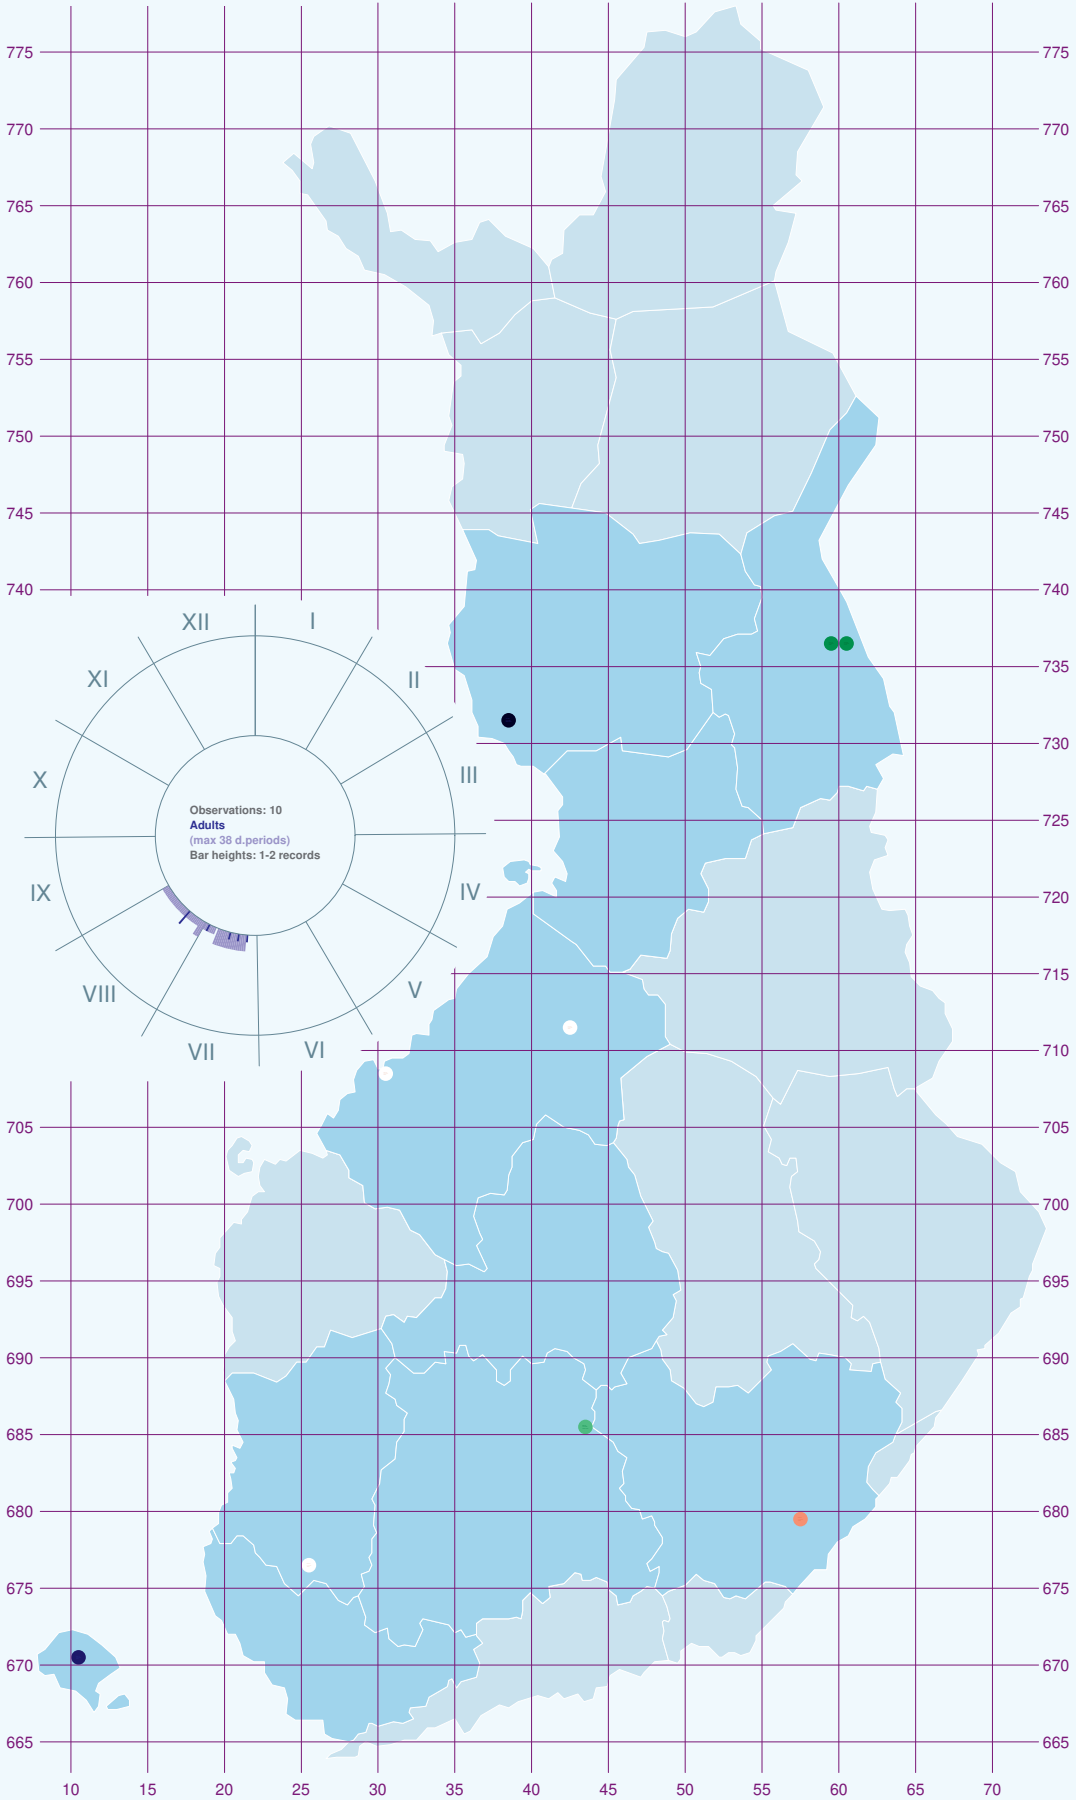 775 775
770 770
765 765
760 760
755 755
750 750
745 745
740 740
XII I
XI II
735
X III
730
Observations: 10
Adults
(max 38 d.periods)
Bar heights: 1-2 records
725
IX IV
720
715
VIII V
VII VI
710
705 705
700 700
695 695
690 690
685 685
680 680
675 675
670 670
665 665
10 15 20 25 30 35 40 45 50 55 60 65 70